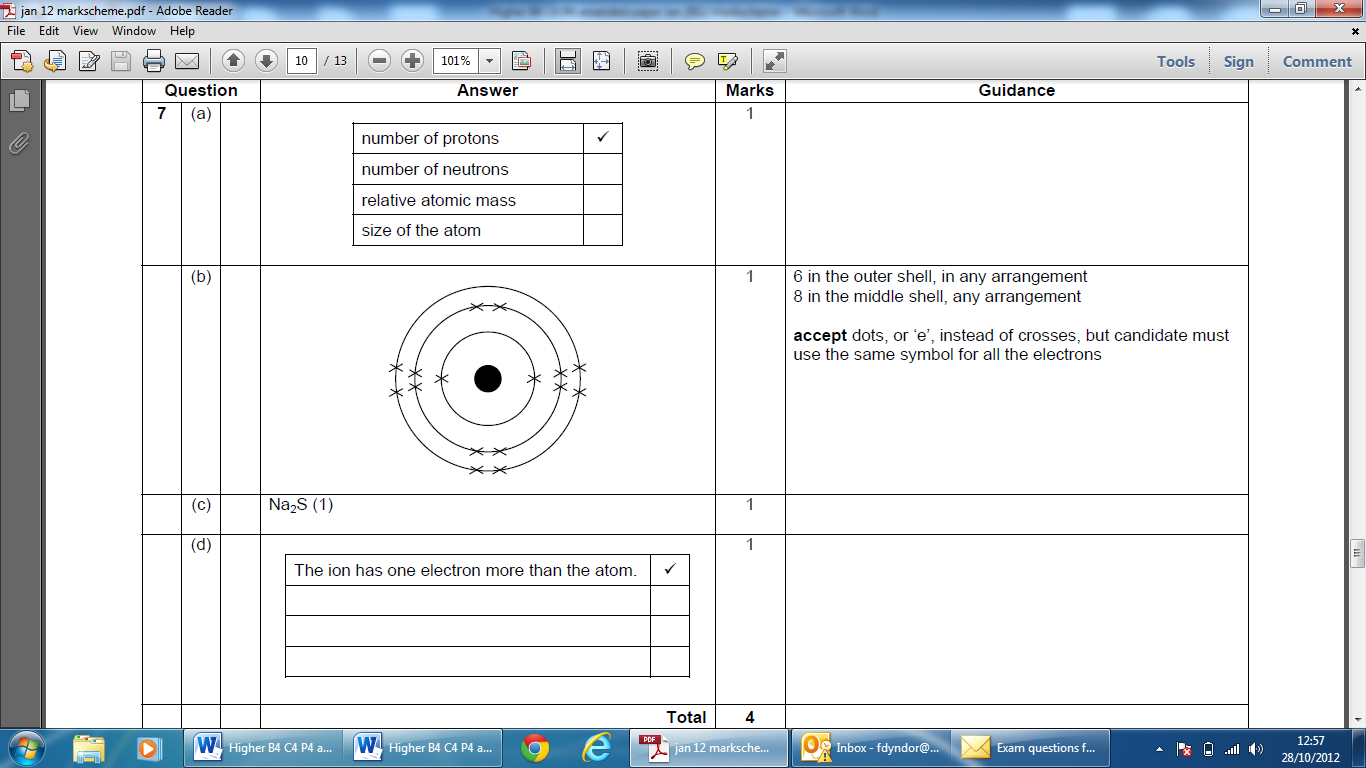 jan 12 markscheme.pdf - Adobe Reader
File Edit View Window Help
10 / 13 101% Tools Sign Comment
Question Answer Marks Guidance
7 (a) 1
number of protons ✓
number of neutrons
relative atomic mass
size of the atom
(b) 1 6 in the outer shell, in any arrangement
8 in the middle shell, any arrangement
accept dots, or ‘e’, instead of crosses, but candidate must
use the same symbol for all the electrons
(c) Na₂S (1) 1
(d) 1
The ion has one electron more than the atom. ✓
Total 4
Higher B4 C4 P4 a... Higher B4 C4 P4 a... jan 12 marksche... Inbox - fdyndor@... Exam questions f... 12:57
28/10/2012